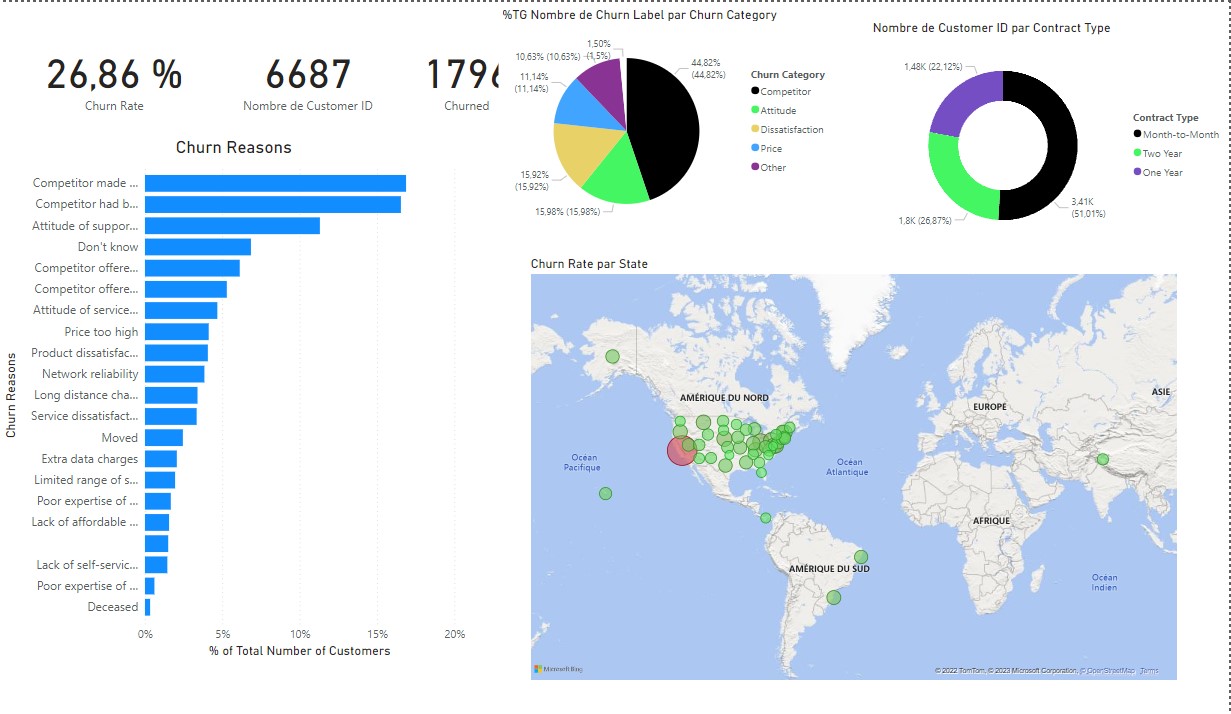 %TG Nombre de Churn Label par Churn Category
Nombre de Customer ID par Contract Type
26,86 %
Churn Rate
6687
Nombre de Customer ID
1796
Churned
1,50%
(1,5%)
10,63% (10,63%)
11,14%
(11,14%)
15,92%
(15,92%)
15,98% (15,98%)
44,82%
(44,82%)
Churn Category
Competitor
Attitude
Dissatisfaction
Price
Other
1,48K (22,12%)
1,8K (26,87%)
3,41K
(51,01%)
Contract Type
Month-to-Month
Two Year
One Year
Churn Reasons
Churn Reasons
Competitor made ...
Competitor had b...
Attitude of suppor...
Don't know
Competitor offere...
Competitor offere...
Attitude of service...
Price too high
Product dissatisfac...
Network reliability
Long distance cha...
Service dissatisfact...
Moved
Extra data charges
Limited range of s...
Poor expertise of ...
Lack of affordable ...
Lack of self-servic...
Poor expertise of ...
Deceased
0%
5%
10%
15%
20%
% of Total Number of Customers
Churn Rate par State
AMÉRIQUE DU NORD
EUROPE
ASIE
Océan
Pacifique
Océan
Atlantique
AFRIQUE
AMÉRIQUE DU SUD
Océan
Indien
Microsoft Bing
© 2022 TomTom, © 2023 Microsoft Corporation, © OpenStreetMap Terms